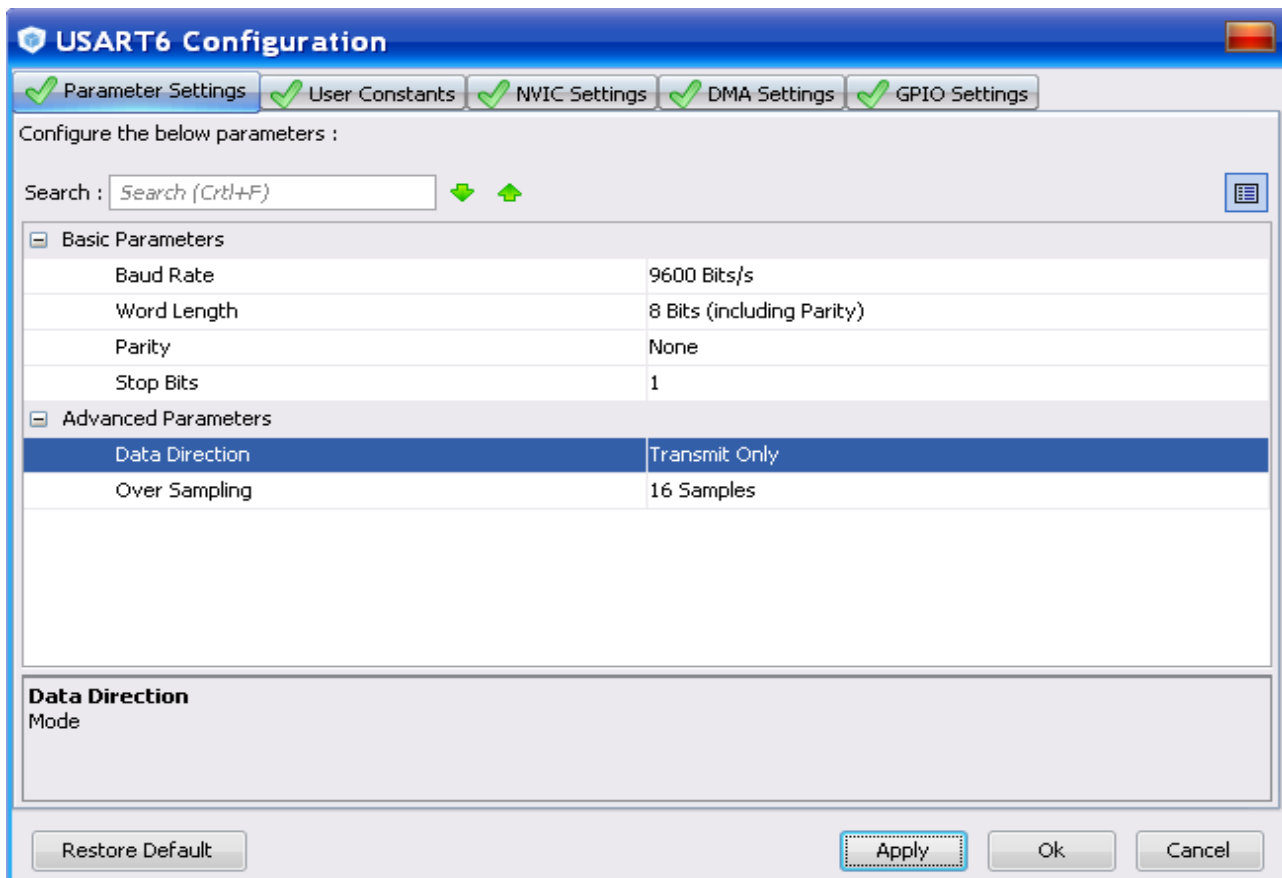 USART6 Configuration
Parameter Settings User Constants NVIC Settings DMA Settings GPIO Settings
Configure the below parameters :
Search : Search (Crtl+F)
Basic Parameters
Baud Rate 9600 Bits/s
Word Length 8 Bits (including Parity)
Parity None
Stop Bits 1
Advanced Parameters
Data Direction Transmit Only
Over Sampling 16 Samples
Data Direction
Mode
Restore Default Apply Ok Cancel